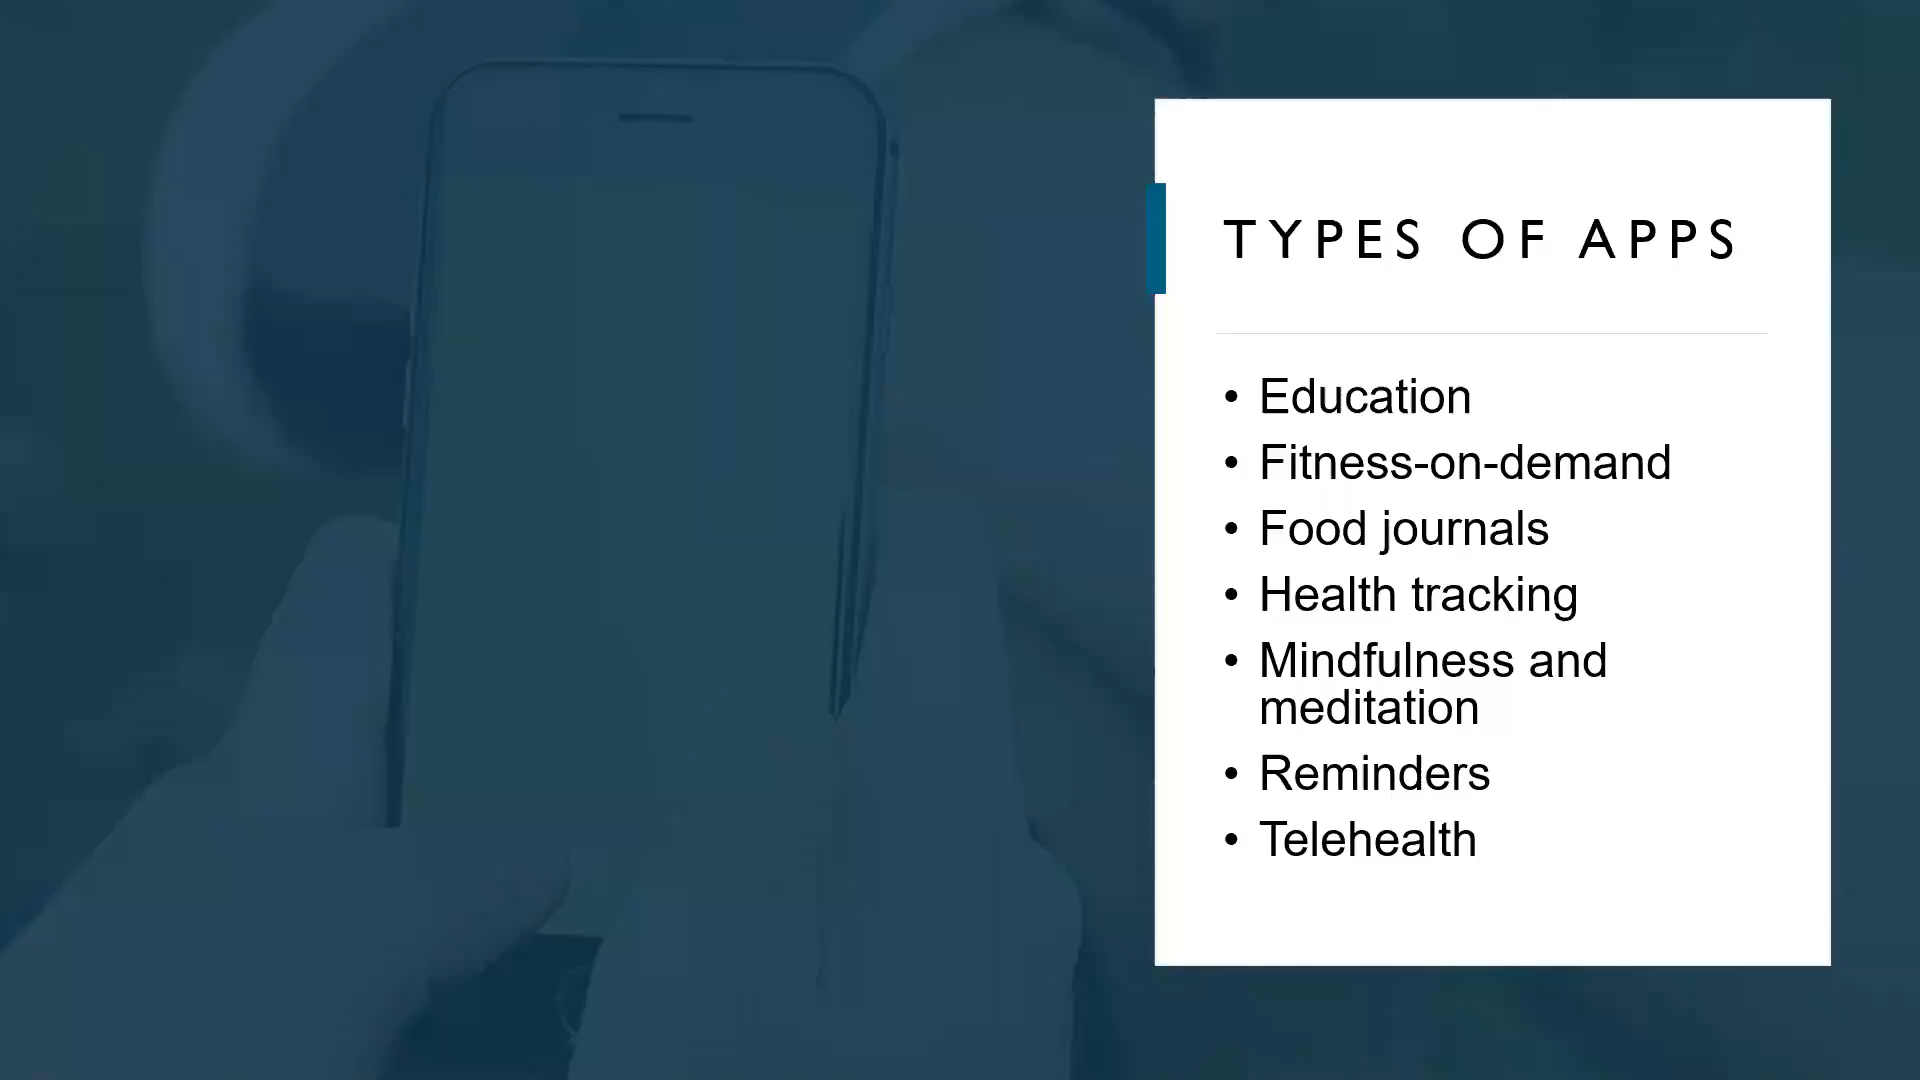 TYPES OF APPS
• Education
• Fitness-on-demand
• Food journals
• Health tracking
• Mindfulness and
meditation
• Reminders
• Telehealth